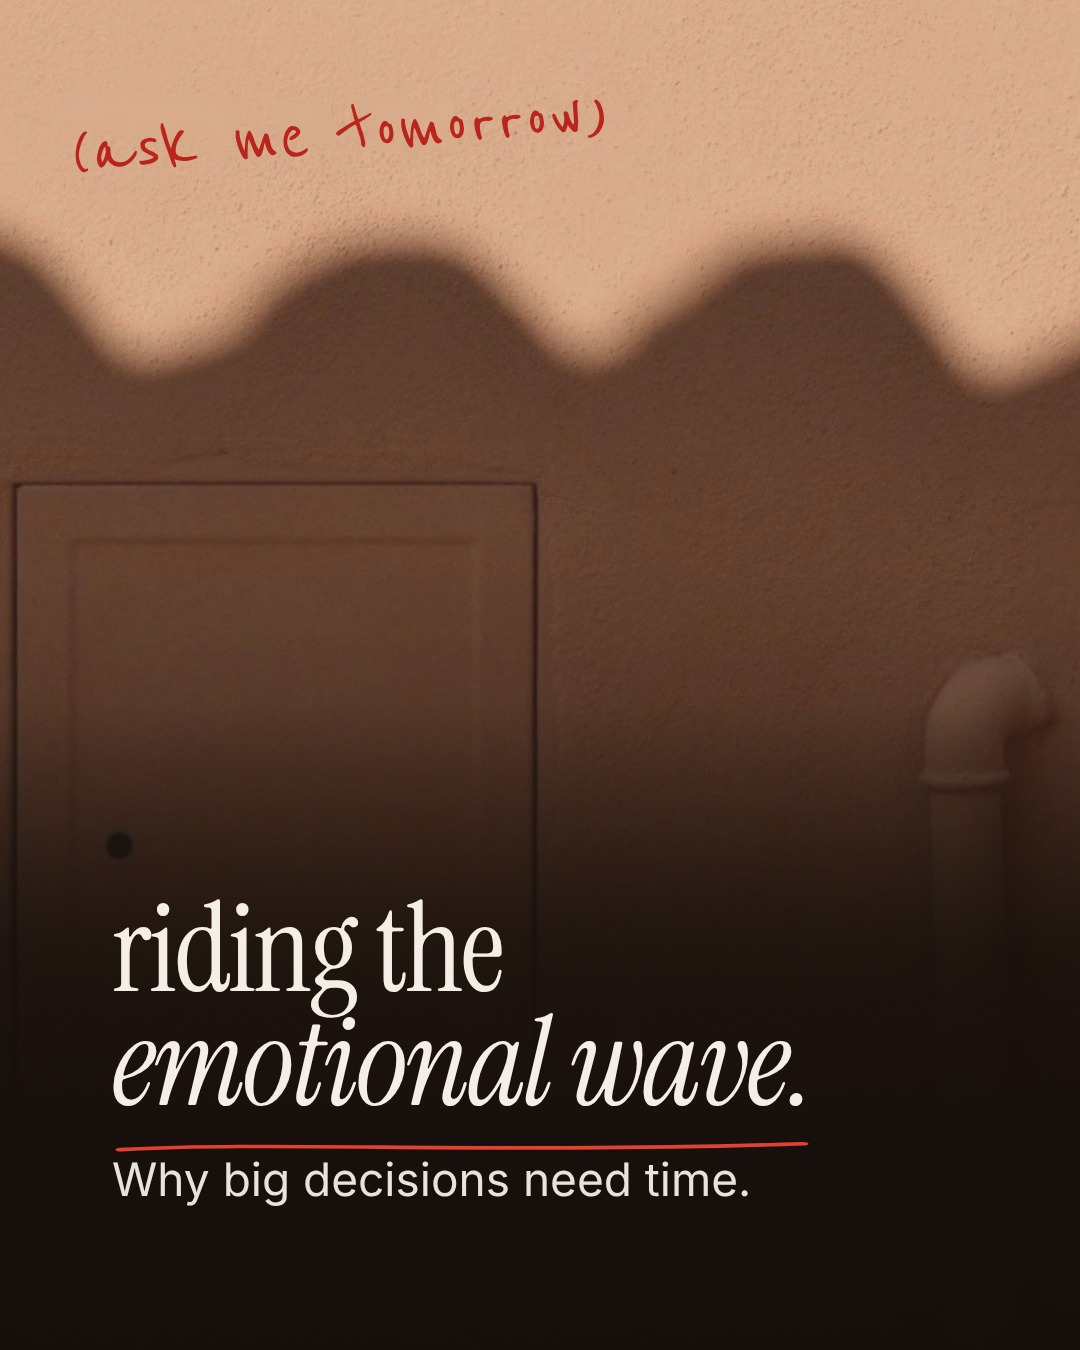 (ask me tomorrow)
riding the
emotional wave.
Why big decisions need time.